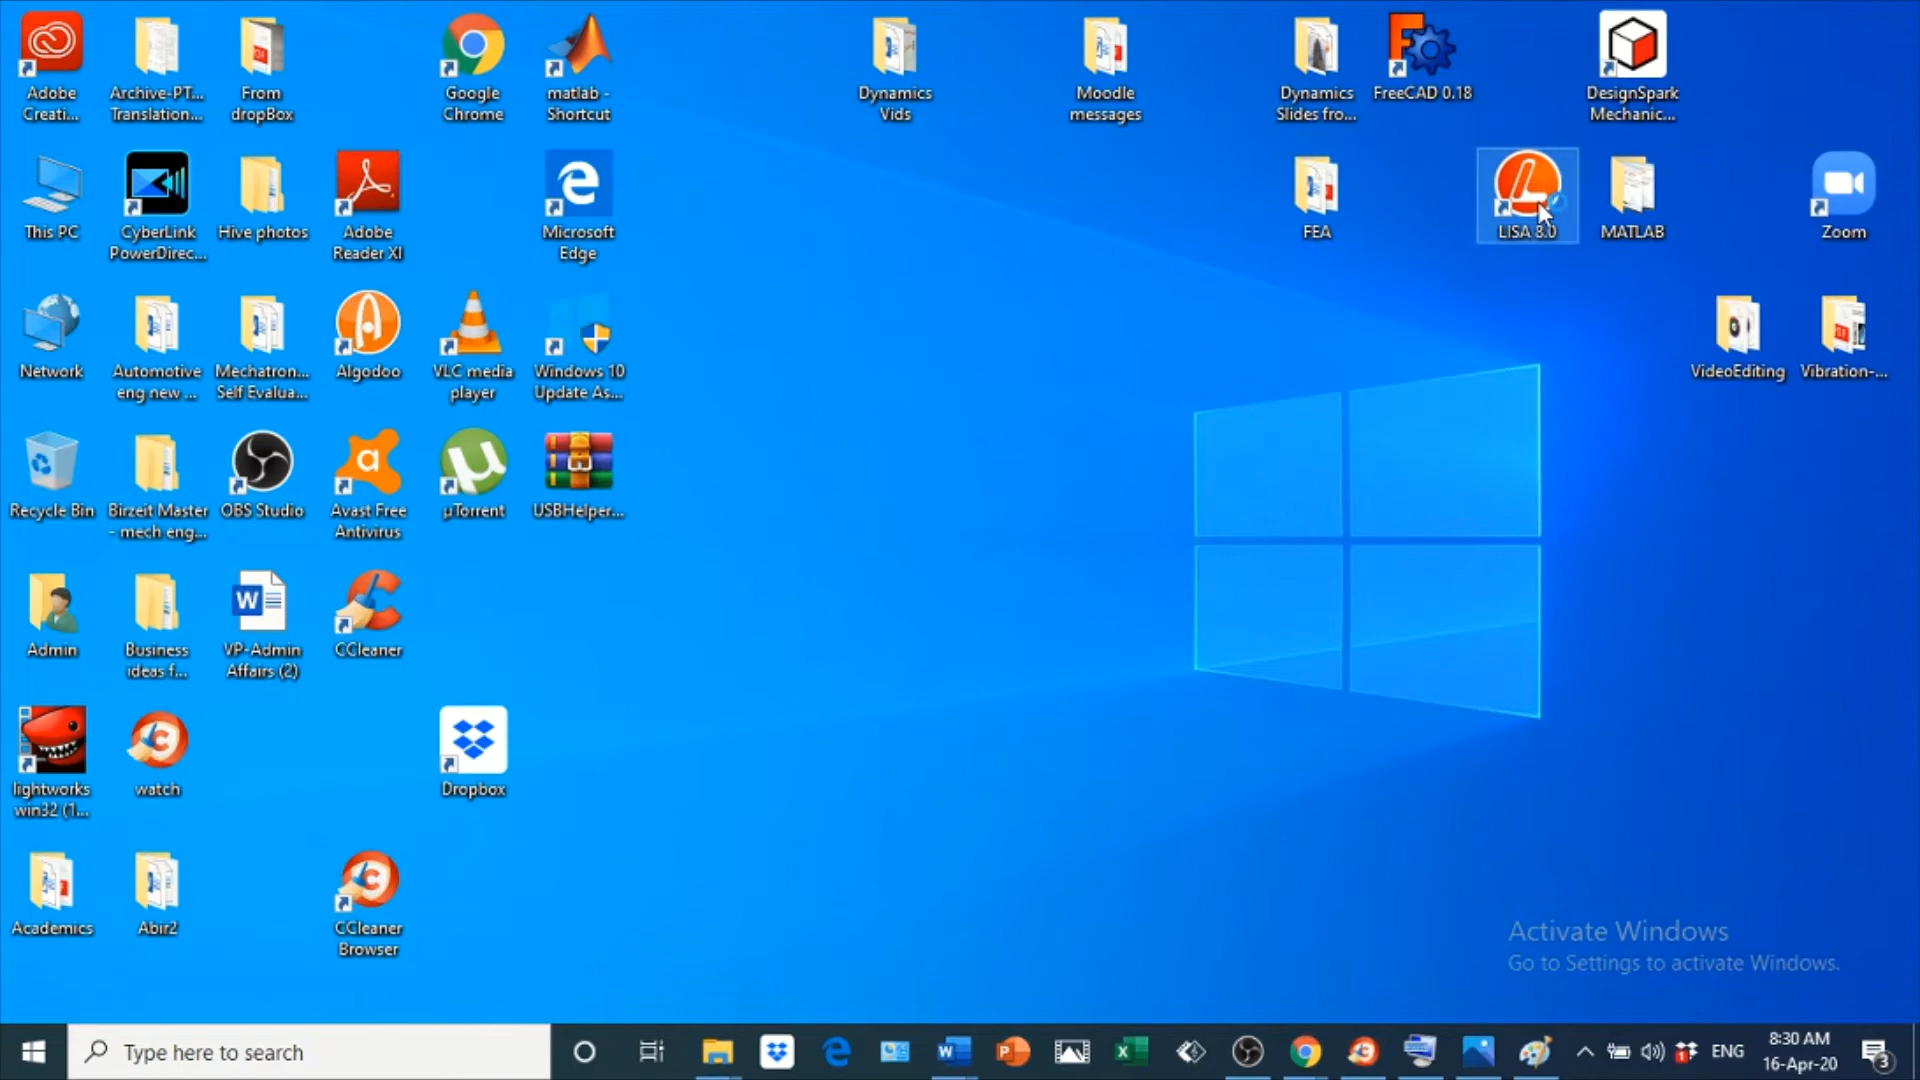 Adobe
Creati...
Archive-PT...
Translation...
From
dropBox
Google
Chrome
matlab -
Shortcut
Dynamics
Vids
Moodle
messages
Dynamics
Slides fro...
FreeCAD 0.18
DesignSpark
Mechanic...
This PC
CyberLink
PowerDirec...
Hive photos
Adobe
Reader XI
Microsoft
Edge
FEA
LISA 8.0
MATLAB
Zoom
Network
Automotive
eng new ...
Mechatron...
Self Evalua...
Algodoo
VLC media
player
Windows 10
Update As...
VideoEditing
Vibration-...
Recycle Bin
Birzeit Master
- mech eng...
OBS Studio
Avast Free
Antivirus
µTorrent
USBHelper...
Admin
Business
ideas f...
VP-Admin
Affairs (2)
CCleaner
lightworks
win32 (1...
watch
Dropbox
Academics
Abir2
CCleaner
Browser
Activate Windows
Go to Settings to activate Windows.
Type here to search
ENG
8:30 AM
16-Apr-20
3